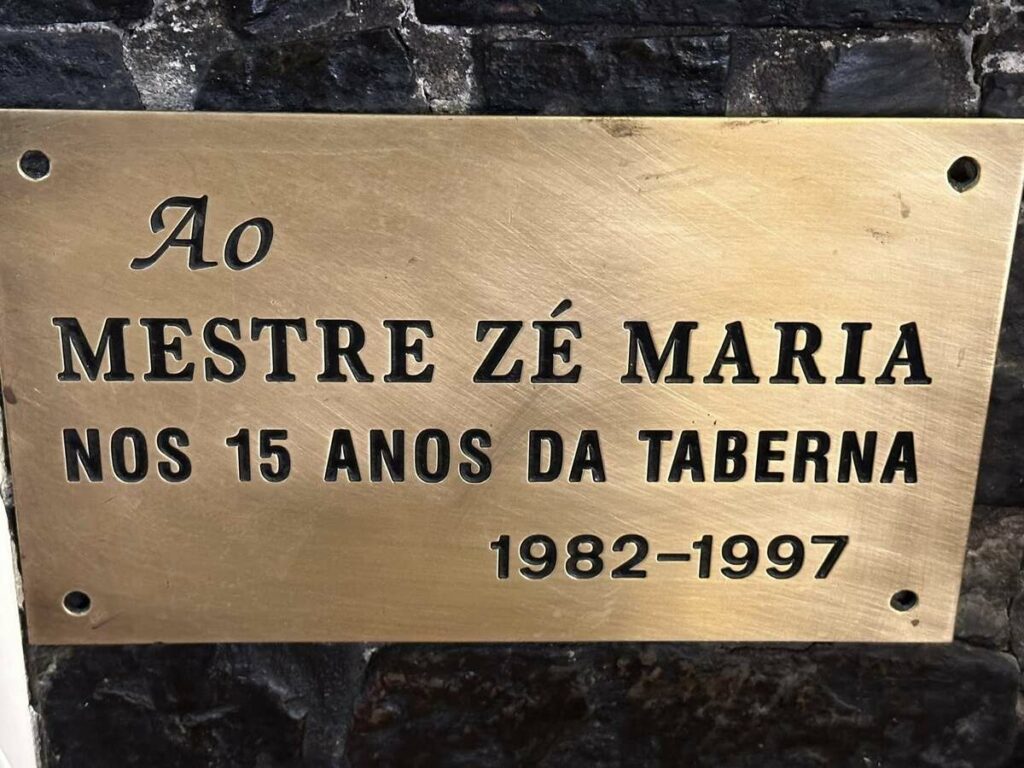 Ao
MESTRE ZÉ MARIA
NOS 15 ANOS DA TABERNA
1982-1997